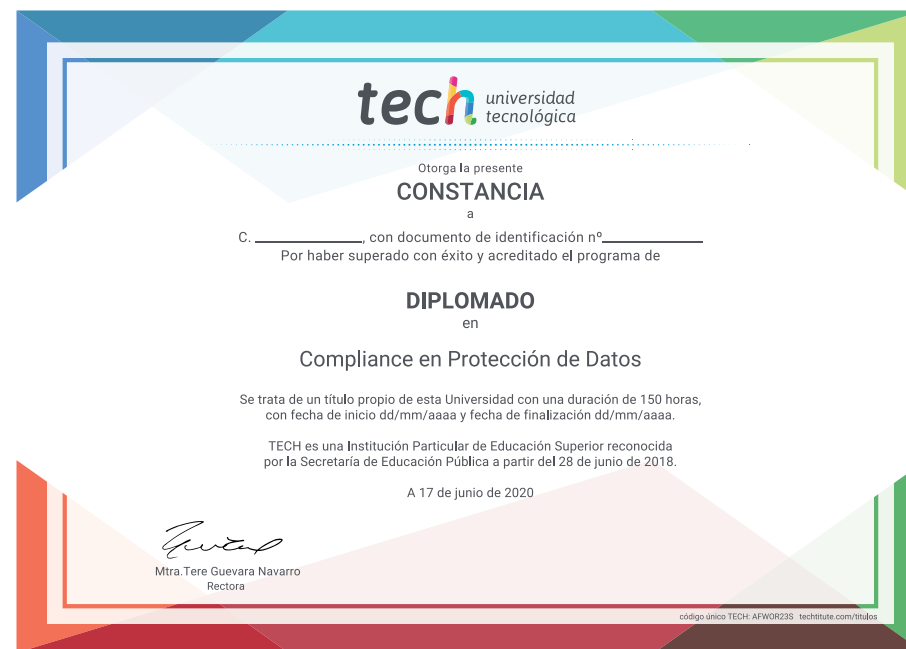 tech universidad
tecnológica
Otorga la presente
CONSTANCIA
a
C. ____________, con documento de identificación nº____________
Por haber superado con éxito y acreditado el programa de
DIPLOMADO
en
Compliance en Protección de Datos
Se trata de un título propio de esta Universidad con una duración de 150 horas,
con fecha de inicio dd/mm/aaaa y fecha de finalización dd/mm/aaaa.
TECH es una Institución Particular de Educación Superior reconocida
por la Secretaría de Educación Pública a partir del 28 de junio de 2018.
A 17 de junio de 2020
Mtra.Tere Guevara Navarro
Rectora
código único TECH: AFWOR23S techtitute.com/titulos